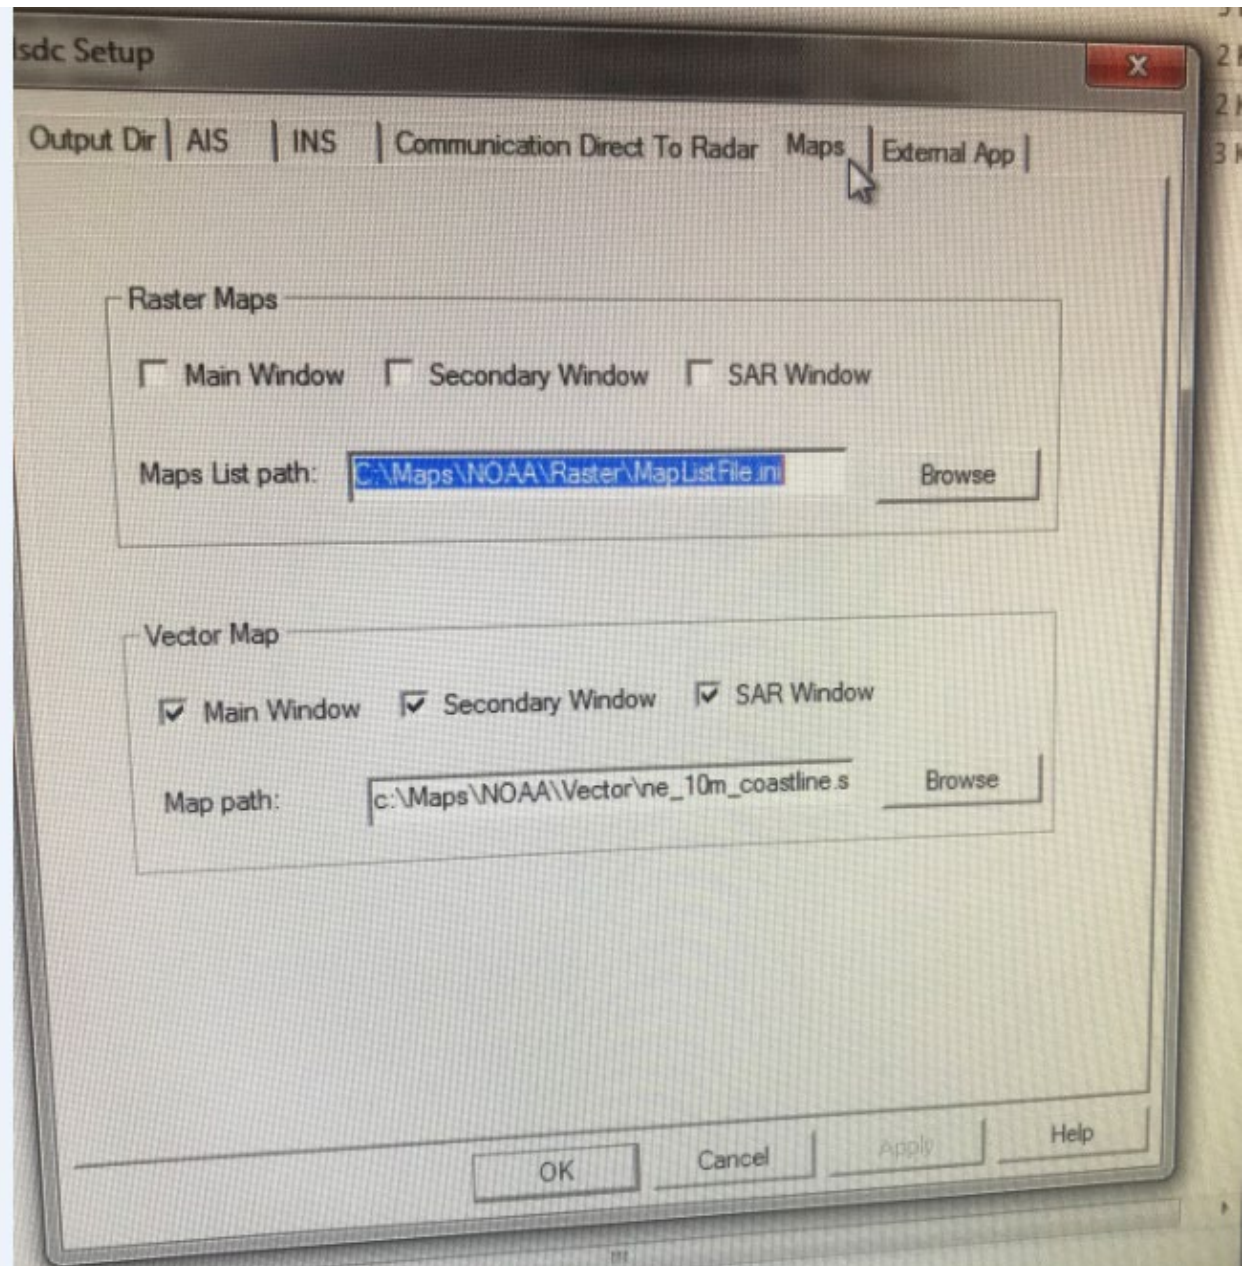 lsdc Setup
Output Dir AIS INS Communication Direct To Radar Maps External App
Raster Maps
Main Window Secondary Window SAR Window
Maps List path: C:\Maps\NOAA\Raster\MapListFile.ini Browse
Vector Map
Main Window Secondary Window SAR Window
Map path: c:\Maps\NOAA\Vector\ne_10m_coastline.s Browse
OK Cancel Apply Help